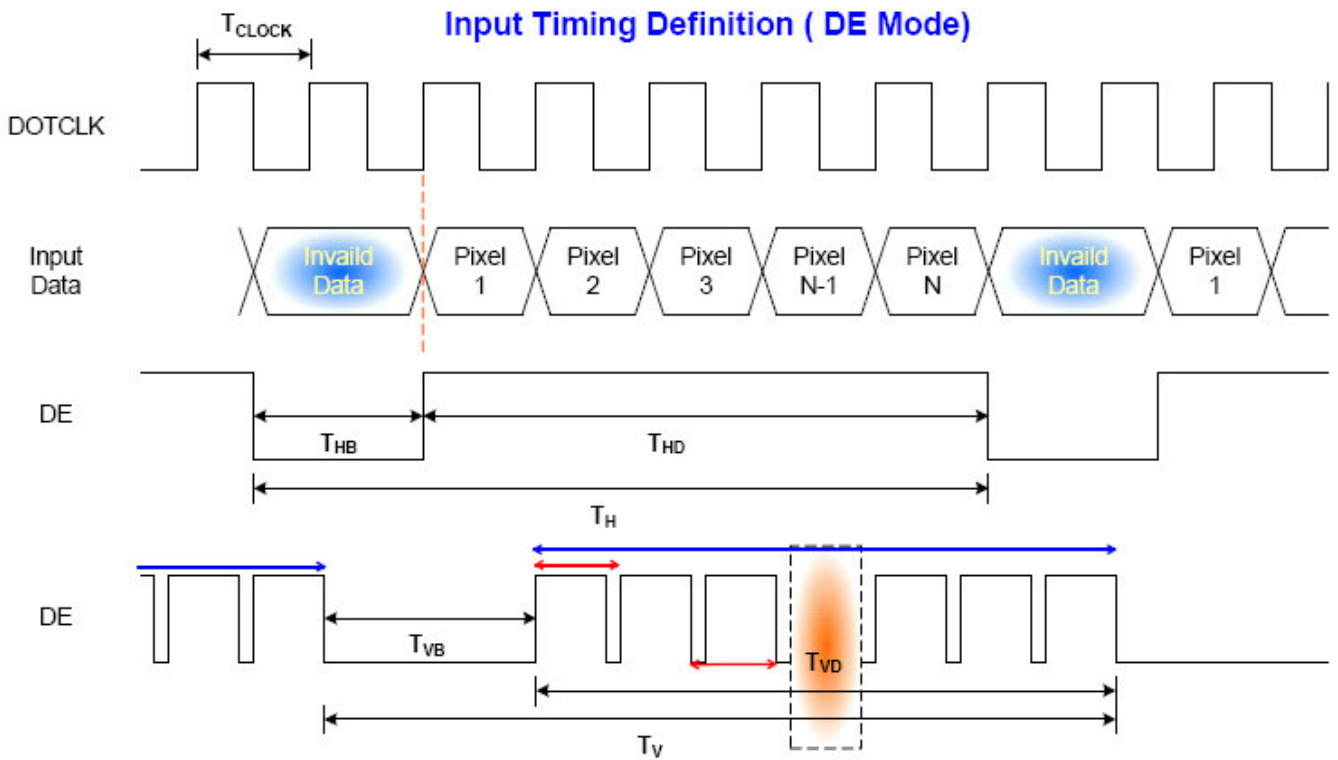 Input Timing Definition ( DE Mode)
TCLOCK
DOTCLK
Input
Data
Invaild
Data
Pixel
1
Pixel
2
Pixel
3
Pixel
N-1
Pixel
N
Invaild
Data
Pixel
1
DE
THB
THD
TH
DE
TVB
TVD
TV